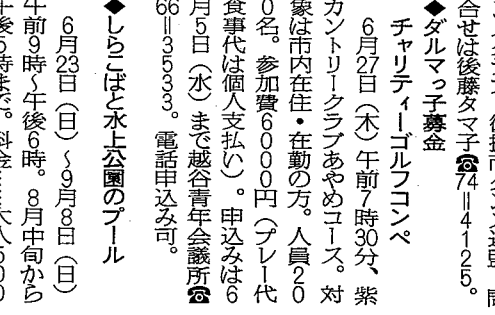 合せは後藤タマ子☎74=4125。
◆ダルマっ子募金
チャリティーゴルフコンペ
6月27日（木）午前7時30分、紫
カントリークラブあやめコース。対
象は市内在住・在勤の方。人員20
0名。参加費6000円（プレー代
食事代は個人支払い）。申込みは6
月5日（水）まで越谷青年会議所☎
66=3533。電話申込み可。
◆しらこばと水上公園のプール
6月23日（日）～9月8日（日）
午前9時～午後6時。8月中旬から
午後5時まで。料金……大人500